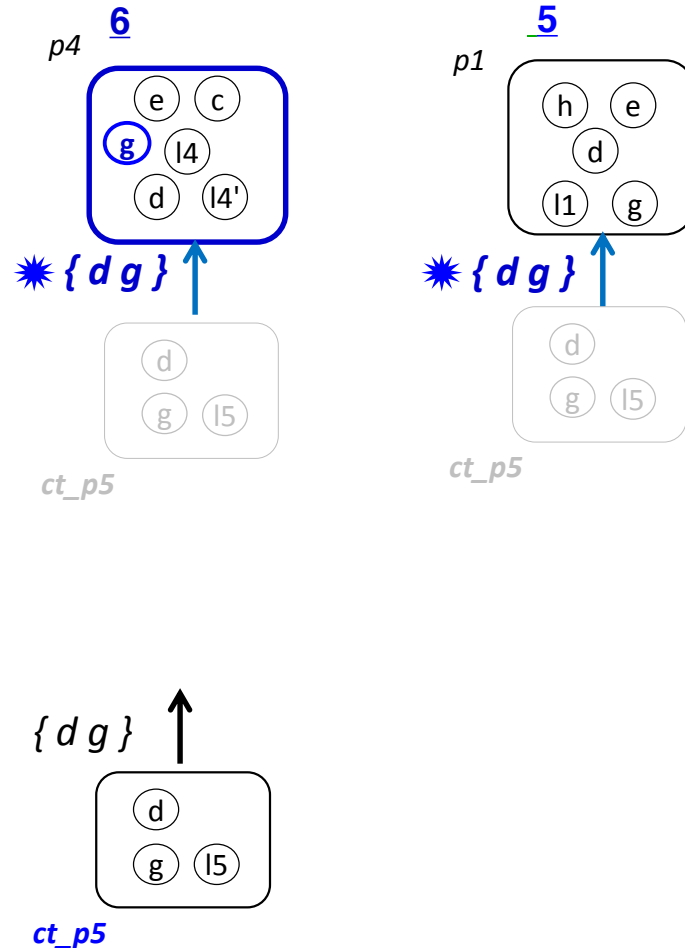 6
5
p4
p1
e c
g l4
d l4'
h e
d
l1 g
{ d g }
{ d g }
d
g l5
ct_p5
d
g l5
ct_p5
{ d g }
d
g l5
ct_p5